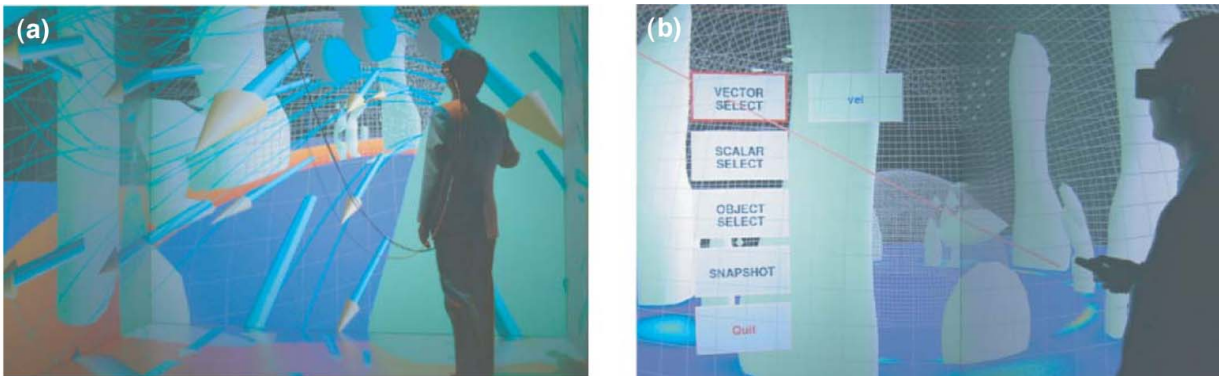 (a)
(b)
VECTOR
SELECT
vel
SCALAR
SELECT
OBJECT
SELECT
SNAPSHOT
Quit